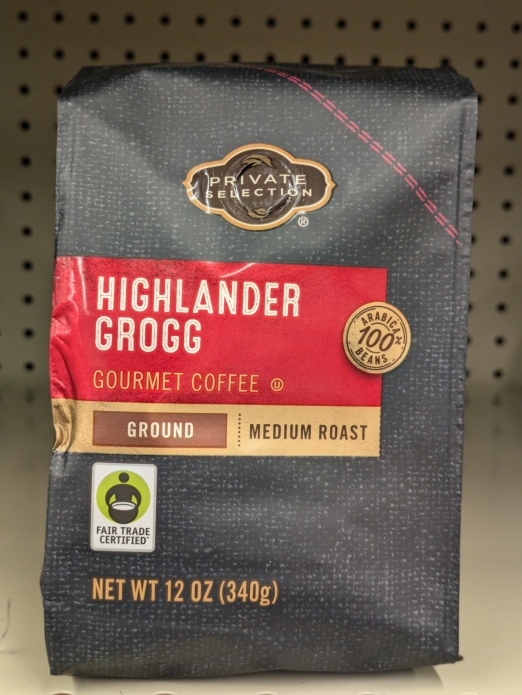 PRIVATE
SELECTION
®
HIGHLANDER
GROGG
GOURMET COFFEE Ⓤ
ARABICA
100%
BEANS
GROUND
MEDIUM ROAST
FAIR TRADE
CERTIFIED
NET WT 12 OZ (340g)